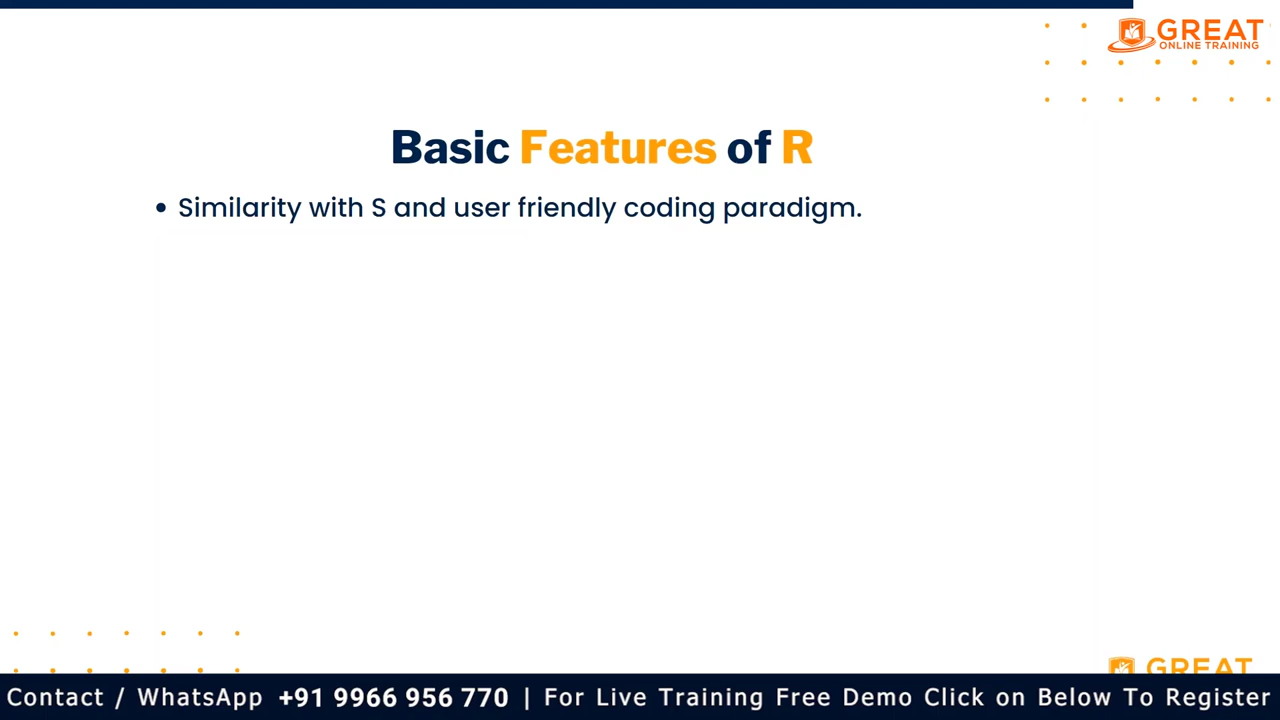 GREAT
ONLINE TRAINING
Basic Features of R
• Similarity with S and user friendly coding paradigm.
GREAT
Contact / WhatsApp +91 9966 956 770 | For Live Training Free Demo Click on Below To Register